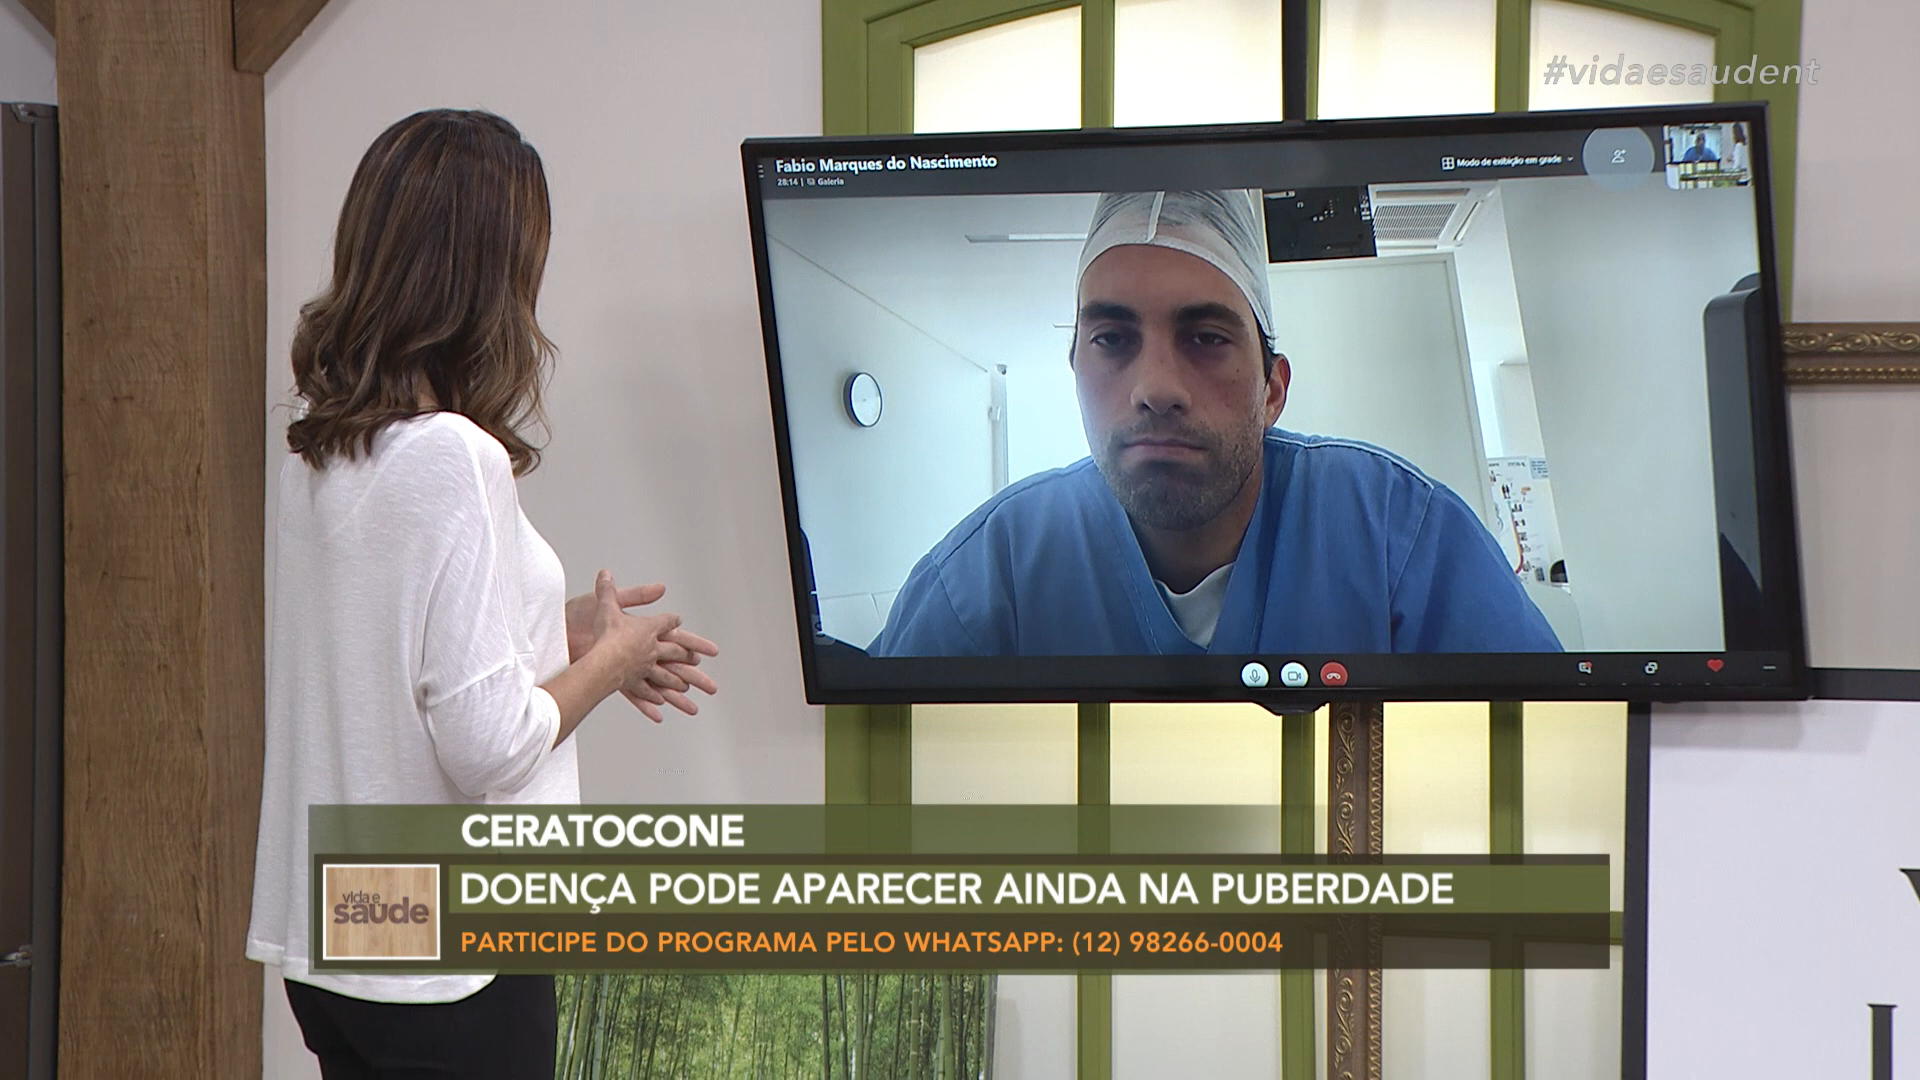 #vidaesaudent
Fabio Marques do Nascimento
28:14 | Galeria
Modo de exibição em grade
CERATOCONE
vida e
saúde
DOENÇA PODE APARECER AINDA NA PUBERDADE
PARTICIPE DO PROGRAMA PELO WHATSAPP: (12) 98266-0004